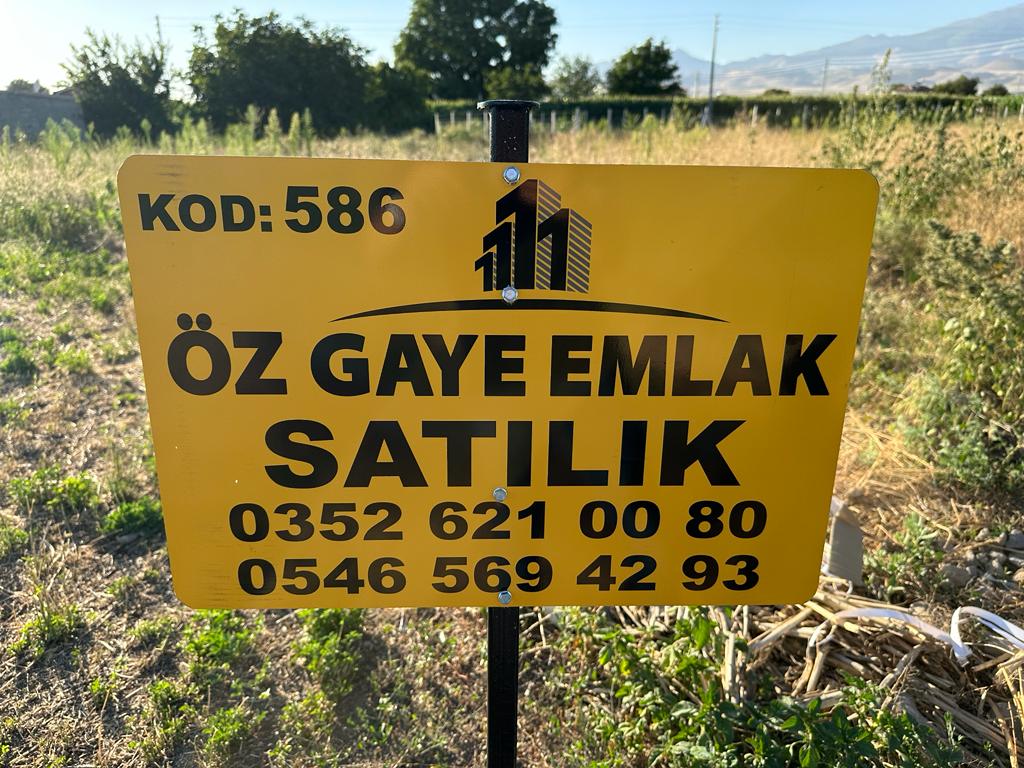 KOD: 586
ÖZ GAYE EMLAK
SATILIK
0352 621 00 80
0546 569 42 93